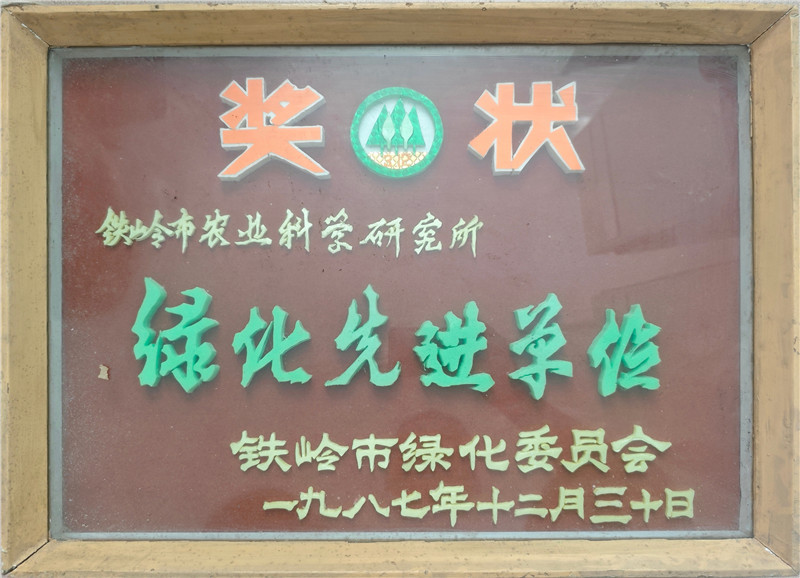 奖状
铁岭市农业科学研究所
绿化先进单位
铁岭市绿化委员会
一九八七年十二月三十日